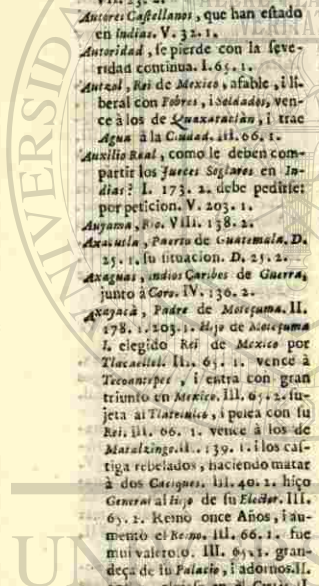 Autores Castellanos, que han estado
en Indias. V. 32. 1.
Autoridad, se pierde con la seve-
ridad continua. I. 65. 1.
Autzol, Rei de Mexico, afable, i li-
beral con Pobres, i Soldados, ven-
ce à los de Quaxatatlàn, i trae
Agua à la Ciudad. III. 66. 1.
Auxilio Real, como le deben com-
partir los Jueces Seglares en In-
dias? I. 173. 2. debe pedirse:
por peticion. V. 203. 1.
Auyama, Rio. VIII. 138. 2.
Axacutla, Puerto de Guatemala. D.
25. 1. su situacion. D. 25. 2.
Axaguas, Indios Caribes de Guerra,
junto à Coro. IV. 136. 2.
Axayacà, Padre de Moteçuma. II.
178. 1. 203. 1. Hijo de Moteçuma
I. elegido Rei de Mexico por
Tlacaellel. III. 65. 1. vence à
Tecoantepec, i entra con gran
triunfo en Mexico. III. 65. 2. su-
jeta al Tlatelulco, i pelea con su
Rei. III. 66. 1. vence à los de
Matalzingo. II. 139. 1. i los cas-
tiga rebelados, haciendo matar
à dos Caciques. III. 40. 2. hiço
General al hijo de su Elector. III.
65. 2. Reinò once Años, i au-
mentò el Reino. III. 66. 1. fue
mui valeroso. III. 65. 1. gran-
deça de su Palacio, i adornos. II.
UN